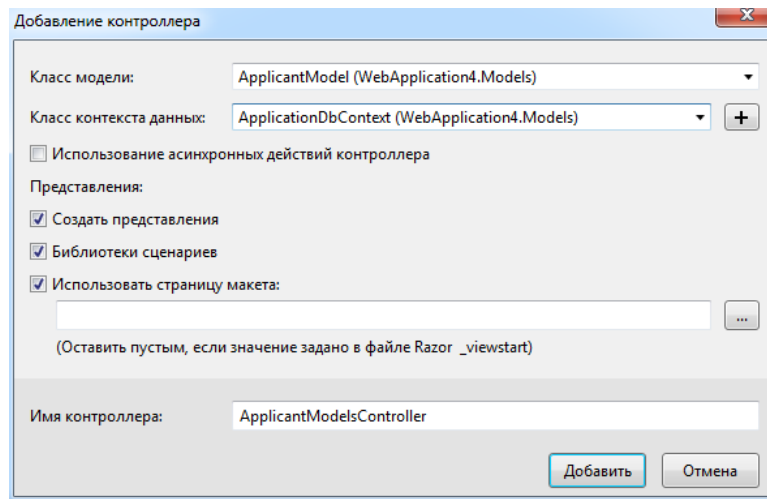 Добавление контроллера
Класс модели: ApplicantModel (WebApplication4.Models)
Класс контекста данных: ApplicationDbContext (WebApplication4.Models) +
Использование асинхронных действий контроллера
Представления:
Создать представления
Библиотеки сценариев
Использовать страницу макета:
...
(Оставить пустым, если значение задано в файле Razor _viewstart)
Имя контроллера: ApplicantModelsController
Добавить Отмена